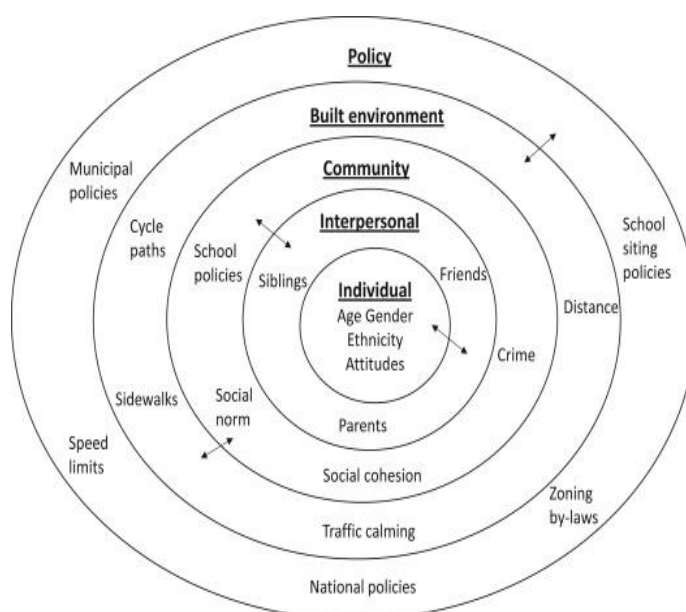 Policy
Built environment
Community
Interpersonal
Individual
Age Gender
Ethnicity
Attitudes
Siblings
Friends
Parents
School
policies
Crime
Social
norm
Social cohesion
Cycle
paths
Distance
Sidewalks
Traffic calming
Municipal
policies
School
siting
policies
Speed
limits
Zoning
by-laws
National policies